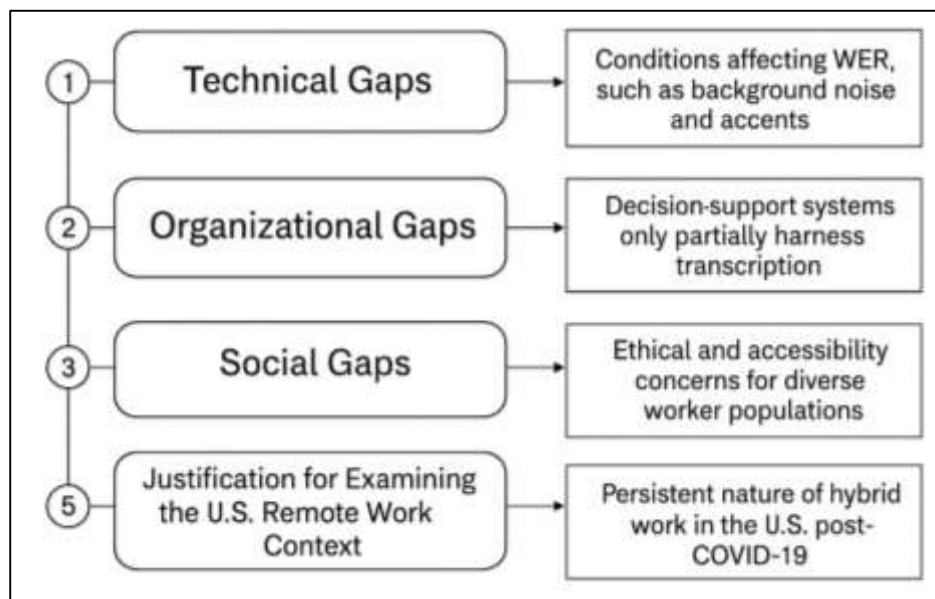 1
Technical Gaps
Conditions affecting WER,
such as background noise
and accents
2
Organizational Gaps
Decision-support systems
only partially harness
transcription
3
Social Gaps
Ethical and accessibility
concerns for diverse
worker populations
5
Justification for Examining
the U.S. Remote Work
Context
Persistent nature of hybrid
work in the U.S. post-
COVID-19